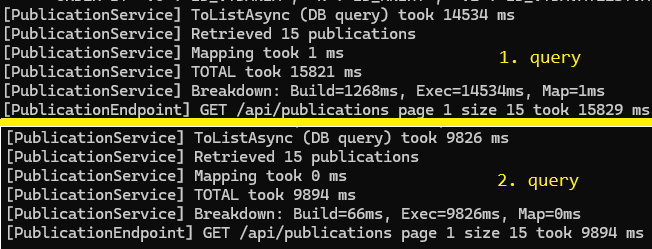 [PublicationService] ToListAsync (DB query) took 14534 ms
[PublicationService] Retrieved 15 publications
[PublicationService] Mapping took 1 ms
1. query
[PublicationService] TOTAL took 15821 ms
[PublicationService] Breakdown: Build=1268ms, Exec=14534ms, Map=1ms
[PublicationEndpoint] GET /api/publications page 1 size 15 took 15829 ms
[PublicationService] ToListAsync (DB query) took 9826 ms
[PublicationService] Retrieved 15 publications
[PublicationService] Mapping took 0 ms
2. query
[PublicationService] TOTAL took 9894 ms
[PublicationService] Breakdown: Build=66ms, Exec=9826ms, Map=0ms
[PublicationEndpoint] GET /api/publications page 1 size 15 took 9894 ms